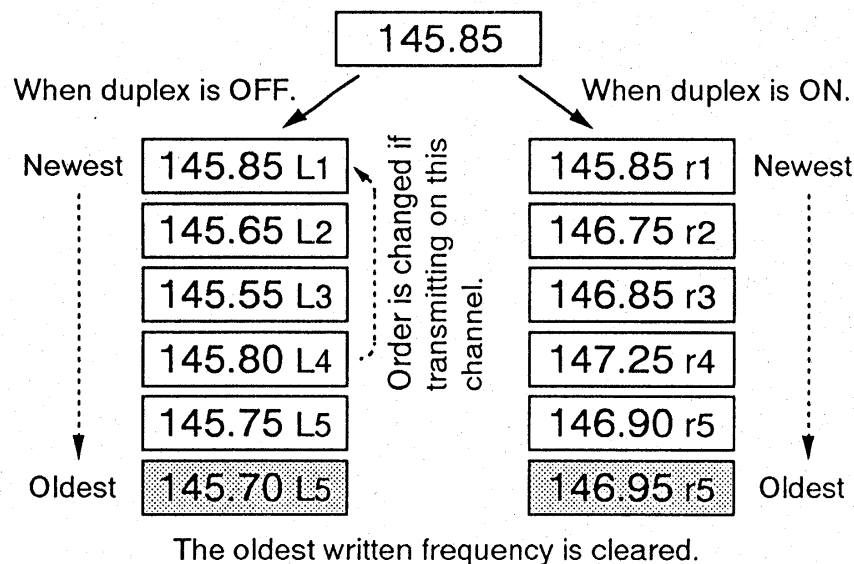 145.85
When duplex is OFF.
When duplex is ON.
Newest
145.85 L1
145.65 L2
145.55 L3
145.80 L4
145.75 L5
145.70 L5
Oldest
Order is changed if
transmitting on this
channel.
145.85 r1
146.75 r2
146.85 r3
147.25 r4
146.90 r5
146.95 r5
Newest
Oldest
The oldest written frequency is cleared.